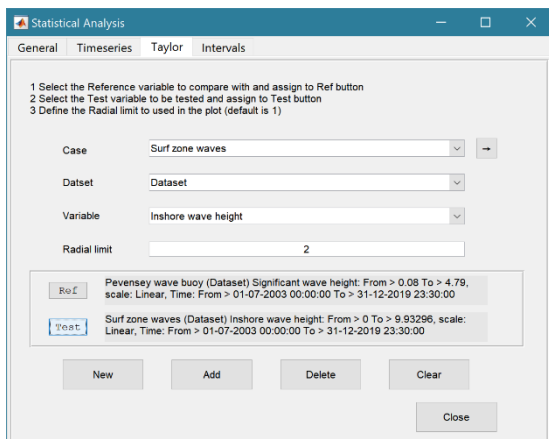 Statistical Analysis
General Timeseries Taylor Intervals
1 Select the Reference variable to compare with and assign to Ref button
2 Select the Test variable to be tested and assign to Test button
3 Define the Radial limit to used in the plot (default is 1)
Case Surf zone waves →
Datset Dataset
Variable Inshore wave height
Radial limit 2
Ref Pevensey wave buoy (Dataset) Significant wave height: From > 0.08 To > 4.79,
scale: Linear, Time: From > 01-07-2003 00:00:00 To > 31-12-2019 23:30:00
Test Surf zone waves (Dataset) Inshore wave height: From > 0 To > 9.93296, scale:
Linear, Time: From > 01-07-2003 00:00:00 To > 31-12-2019 23:30:00
New Add Delete Clear
Close